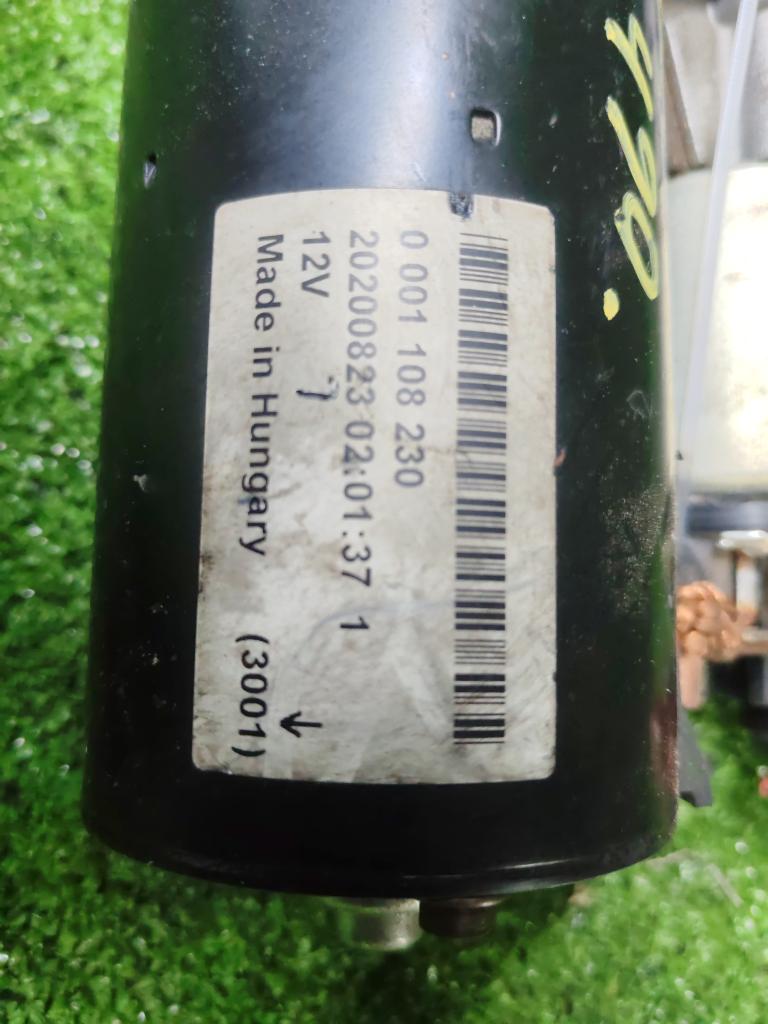 0 001 108 230
20200823 02:01:37 1
12V
Made in Hungary (3001)